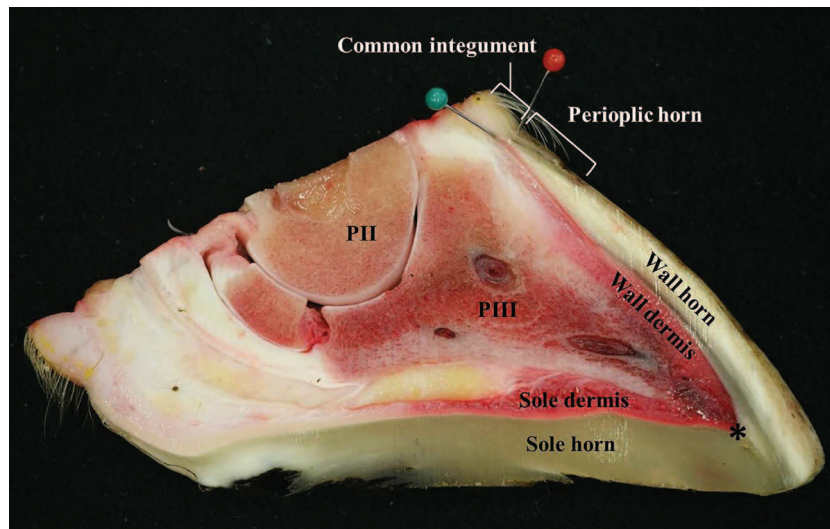 Common integument
Perioplic horn
PII
PIII
Wall horn
Wall dermis
Sole dermis
Sole horn
*